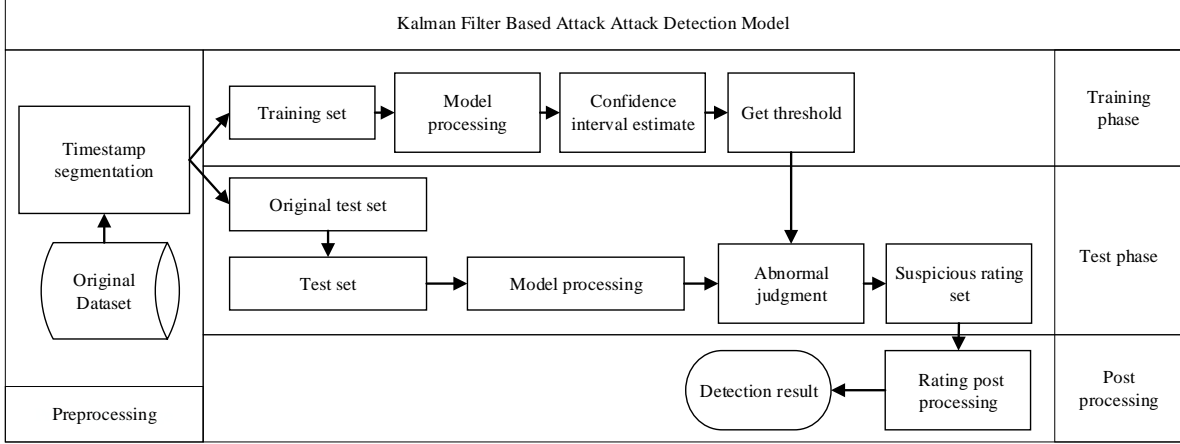 Kalman Filter Based Attack Attack Detection Model
Timestamp
segmentation
Original
Dataset
Preprocessing
Training set
Model
processing
Confidence
interval estimate
Get threshold
Training
phase
Original test set
Test set
Model processing
Abnormal
judgment
Suspicious rating
set
Test phase
Detection result
Rating post
processing
Post
processing